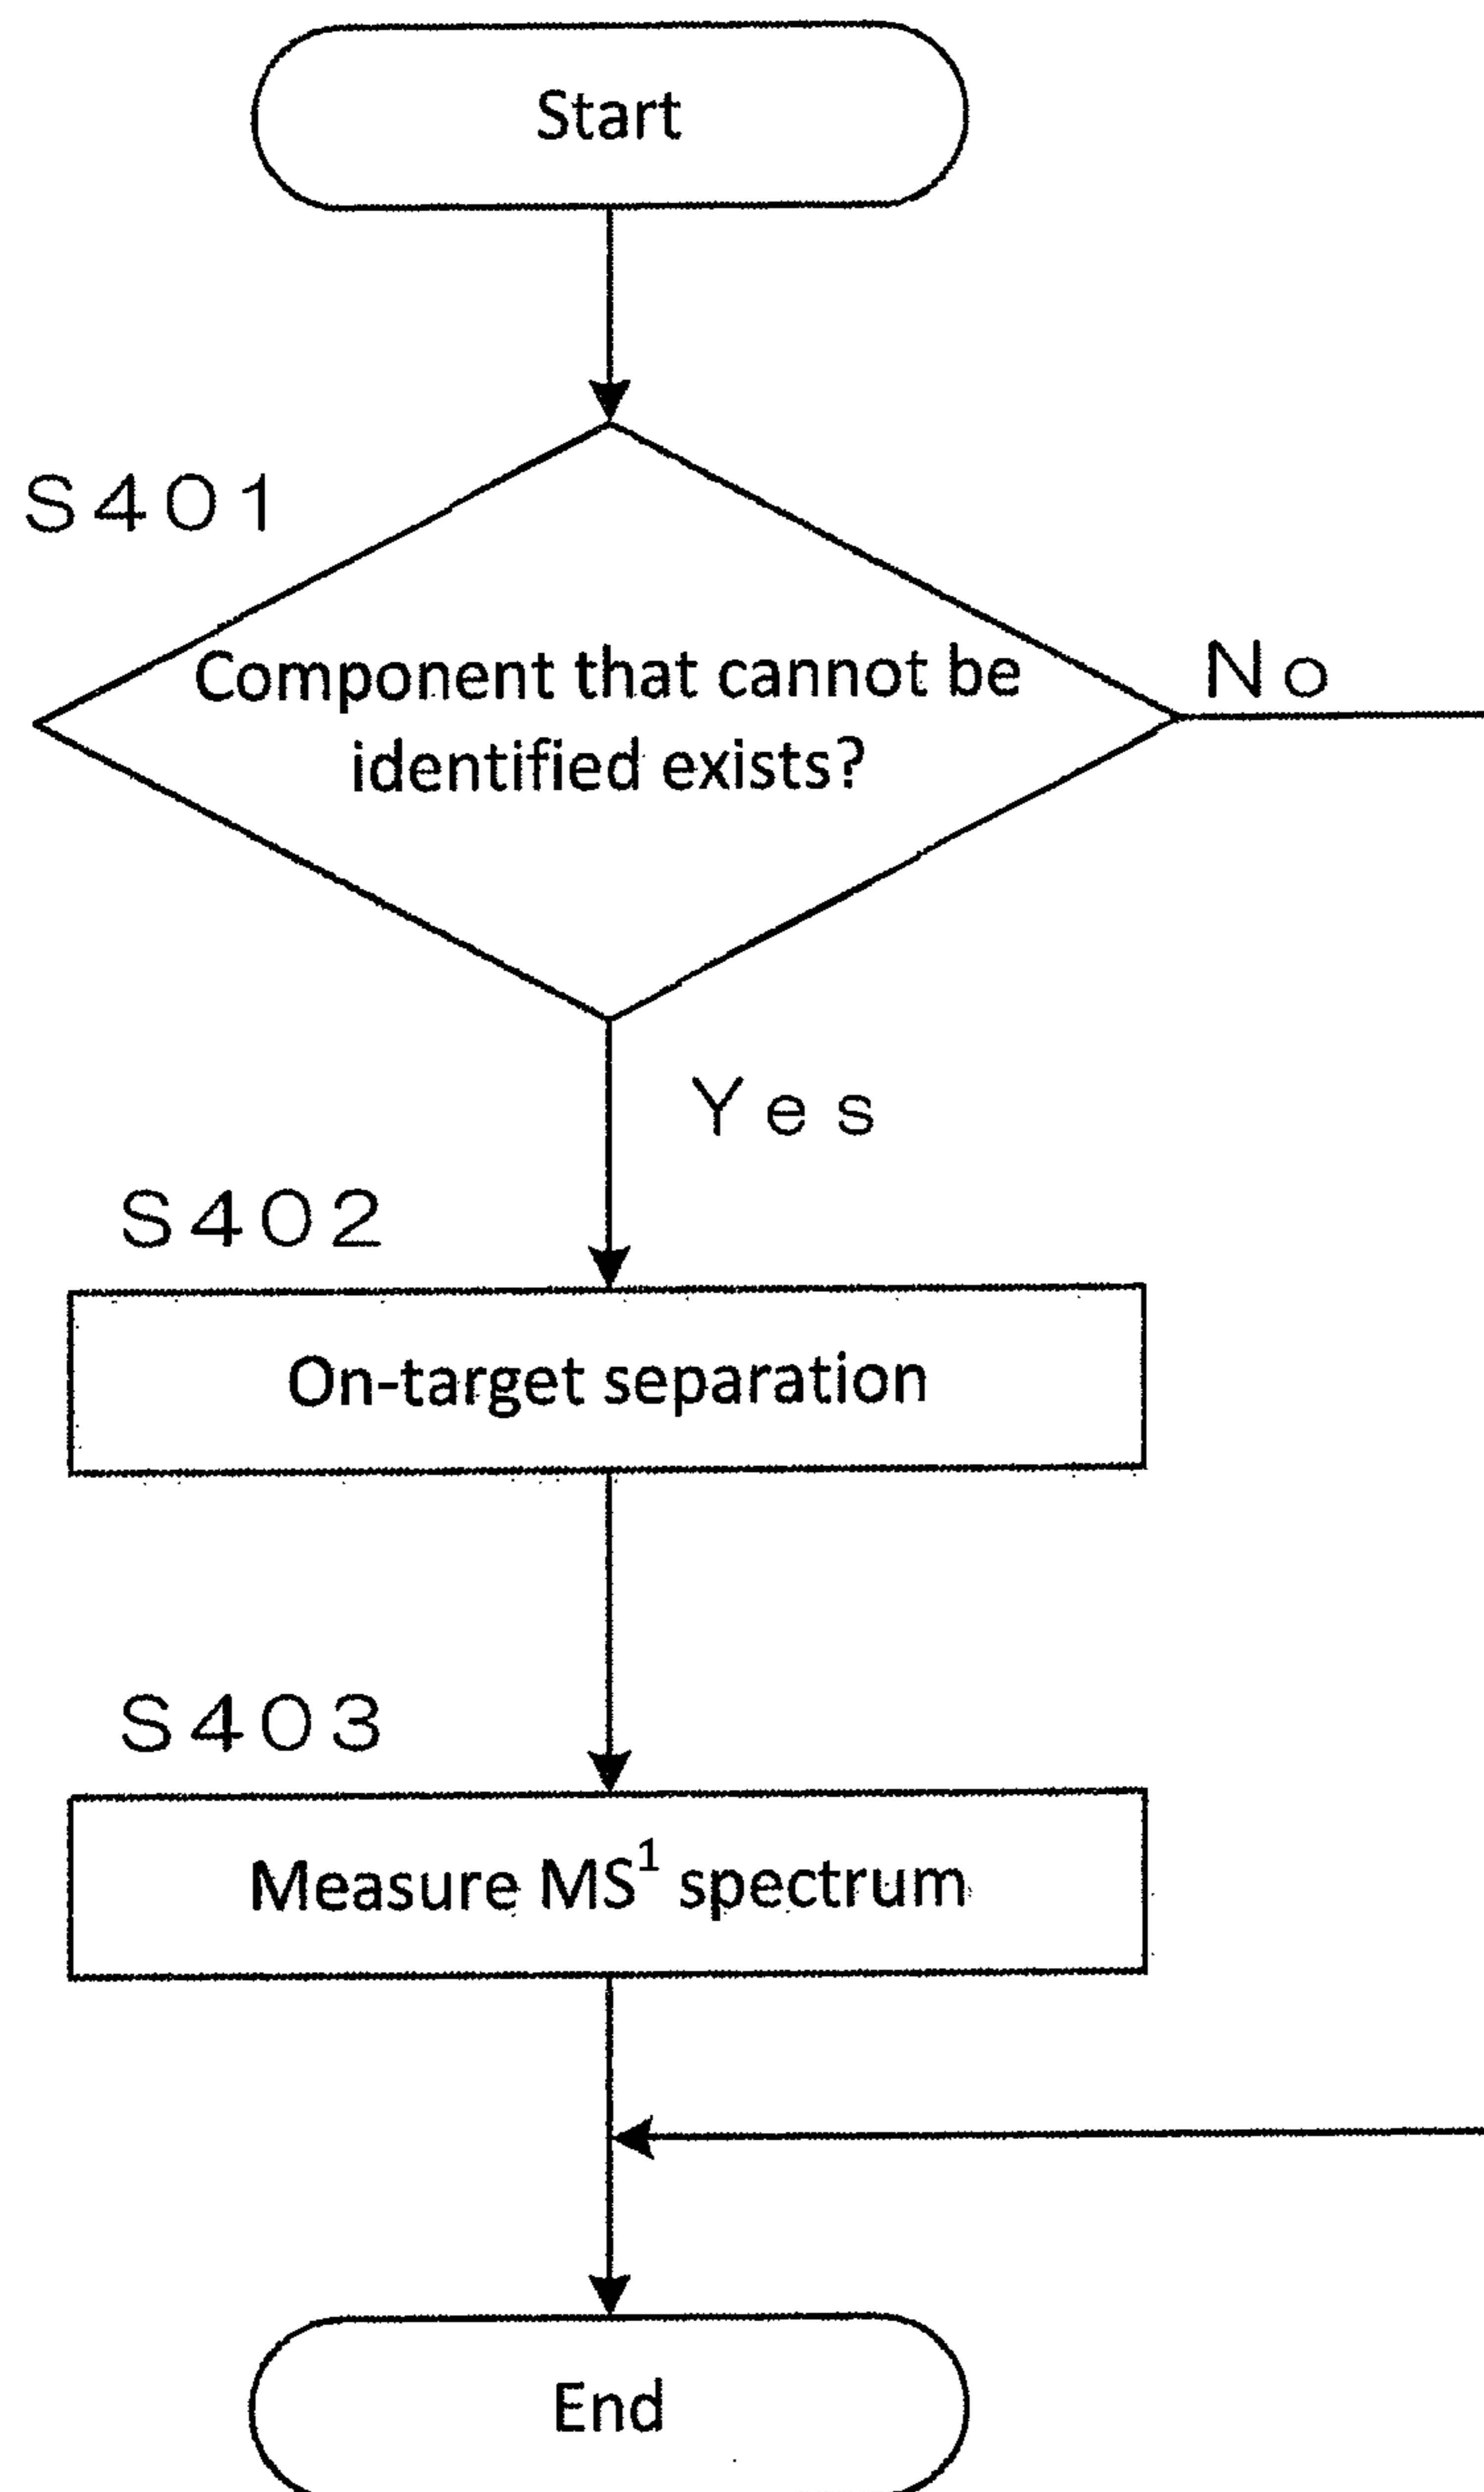 Start
S401
Component that cannot be
identified exists?
No
Yes
S402
On-target separation
S403
Measure MS¹ spectrum
End